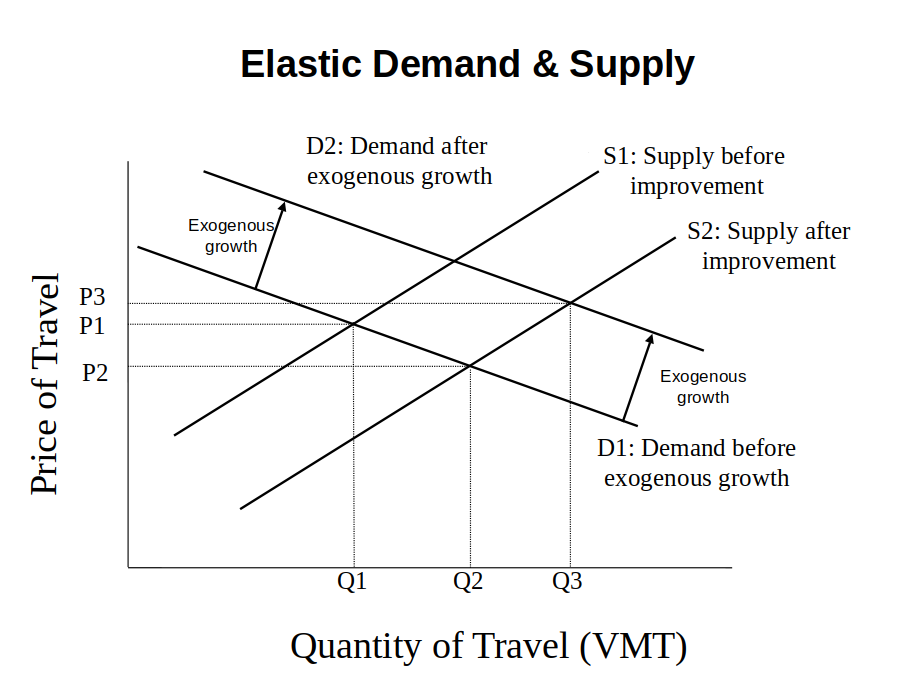 Elastic Demand & Supply
D2: Demand after
exogenous growth
S1: Supply before
improvement
Exogenous
growth
S2: Supply after
improvement
Price of Travel
P3
P1
P2
Exogenous
growth
D1: Demand before
exogenous growth
Q1
Q2
Q3
Quantity of Travel (VMT)